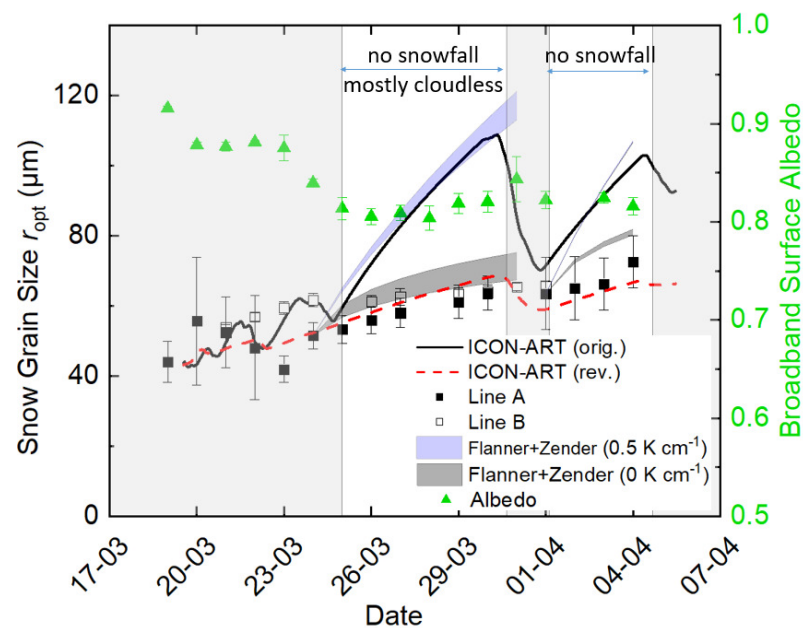 no snowfall
mostly cloudless
no snowfall
Snow Grain Size r_opt (µm)
120
80
40
0
1.0
0.9
0.8
0.7
0.6
0.5
Broadband Surface Albedo
ICON-ART (orig.)
ICON-ART (rev.)
Line A
Line B
Flanner+Zender (0.5 K cm⁻¹)
Flanner+Zender (0 K cm⁻¹)
Albedo
17-03
20-03
23-03
26-03
29-03
01-04
04-04
07-04
Date